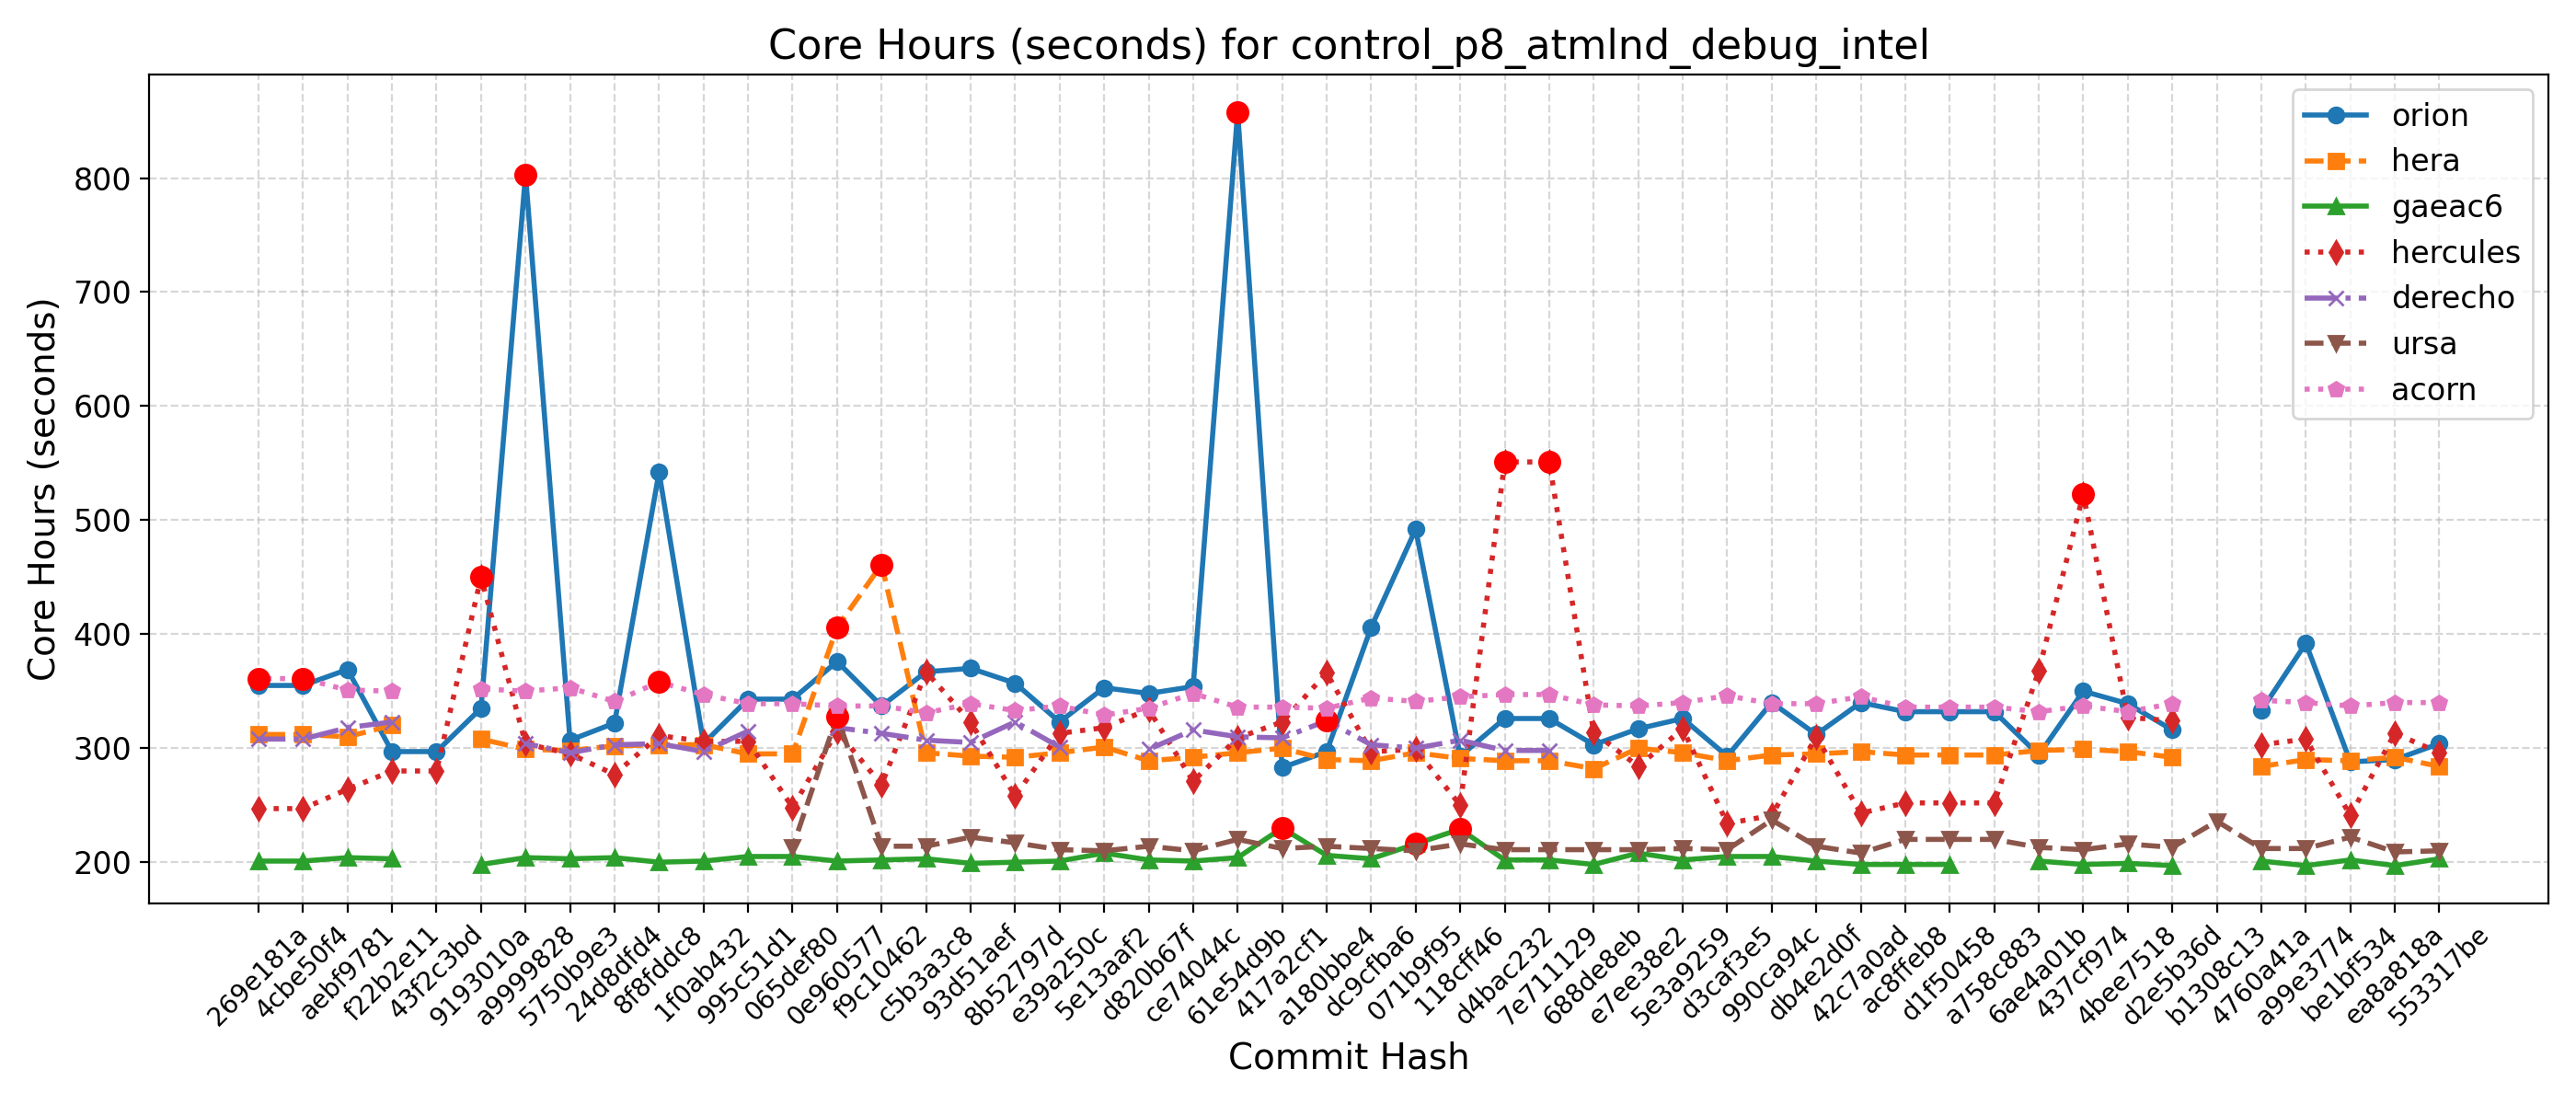 Core Hours (seconds) for control_p8_atmlnd_debug_intel
Core Hours (seconds)
800
700
600
500
400
300
200
orion
hera
gaeac6
hercules
derecho
ursa
acorn
269e181a
4cbe50f4
aebf9781
f22b2e11
43f2c3bd
9193010a
a9999828
5750b9e3
24d8dfd4
8f8fddc8
1f0ab432
995c51d1
065def80
0e960577
f9c10462
c5b3a3c8
93d51aef
8b52797d
e39a250c
5e13aaf2
d820b67f
ce74044c
61e54d9b
417a2cf1
a180bbe4
dc9cfba6
071b9f95
118cff46
d4bac232
7e711129
688de8eb
e7ee38e2
5e3a9259
d3caf3e5
990ca94c
db4e2d0f
42c7a0ad
ac8ffeb8
d1f50458
a758c883
6ae4a01b
437cf974
4bee7518
d2e5b36d
b1308c13
4760a41a
a99e3774
be1bf534
ea8a818a
553317be
Commit Hash